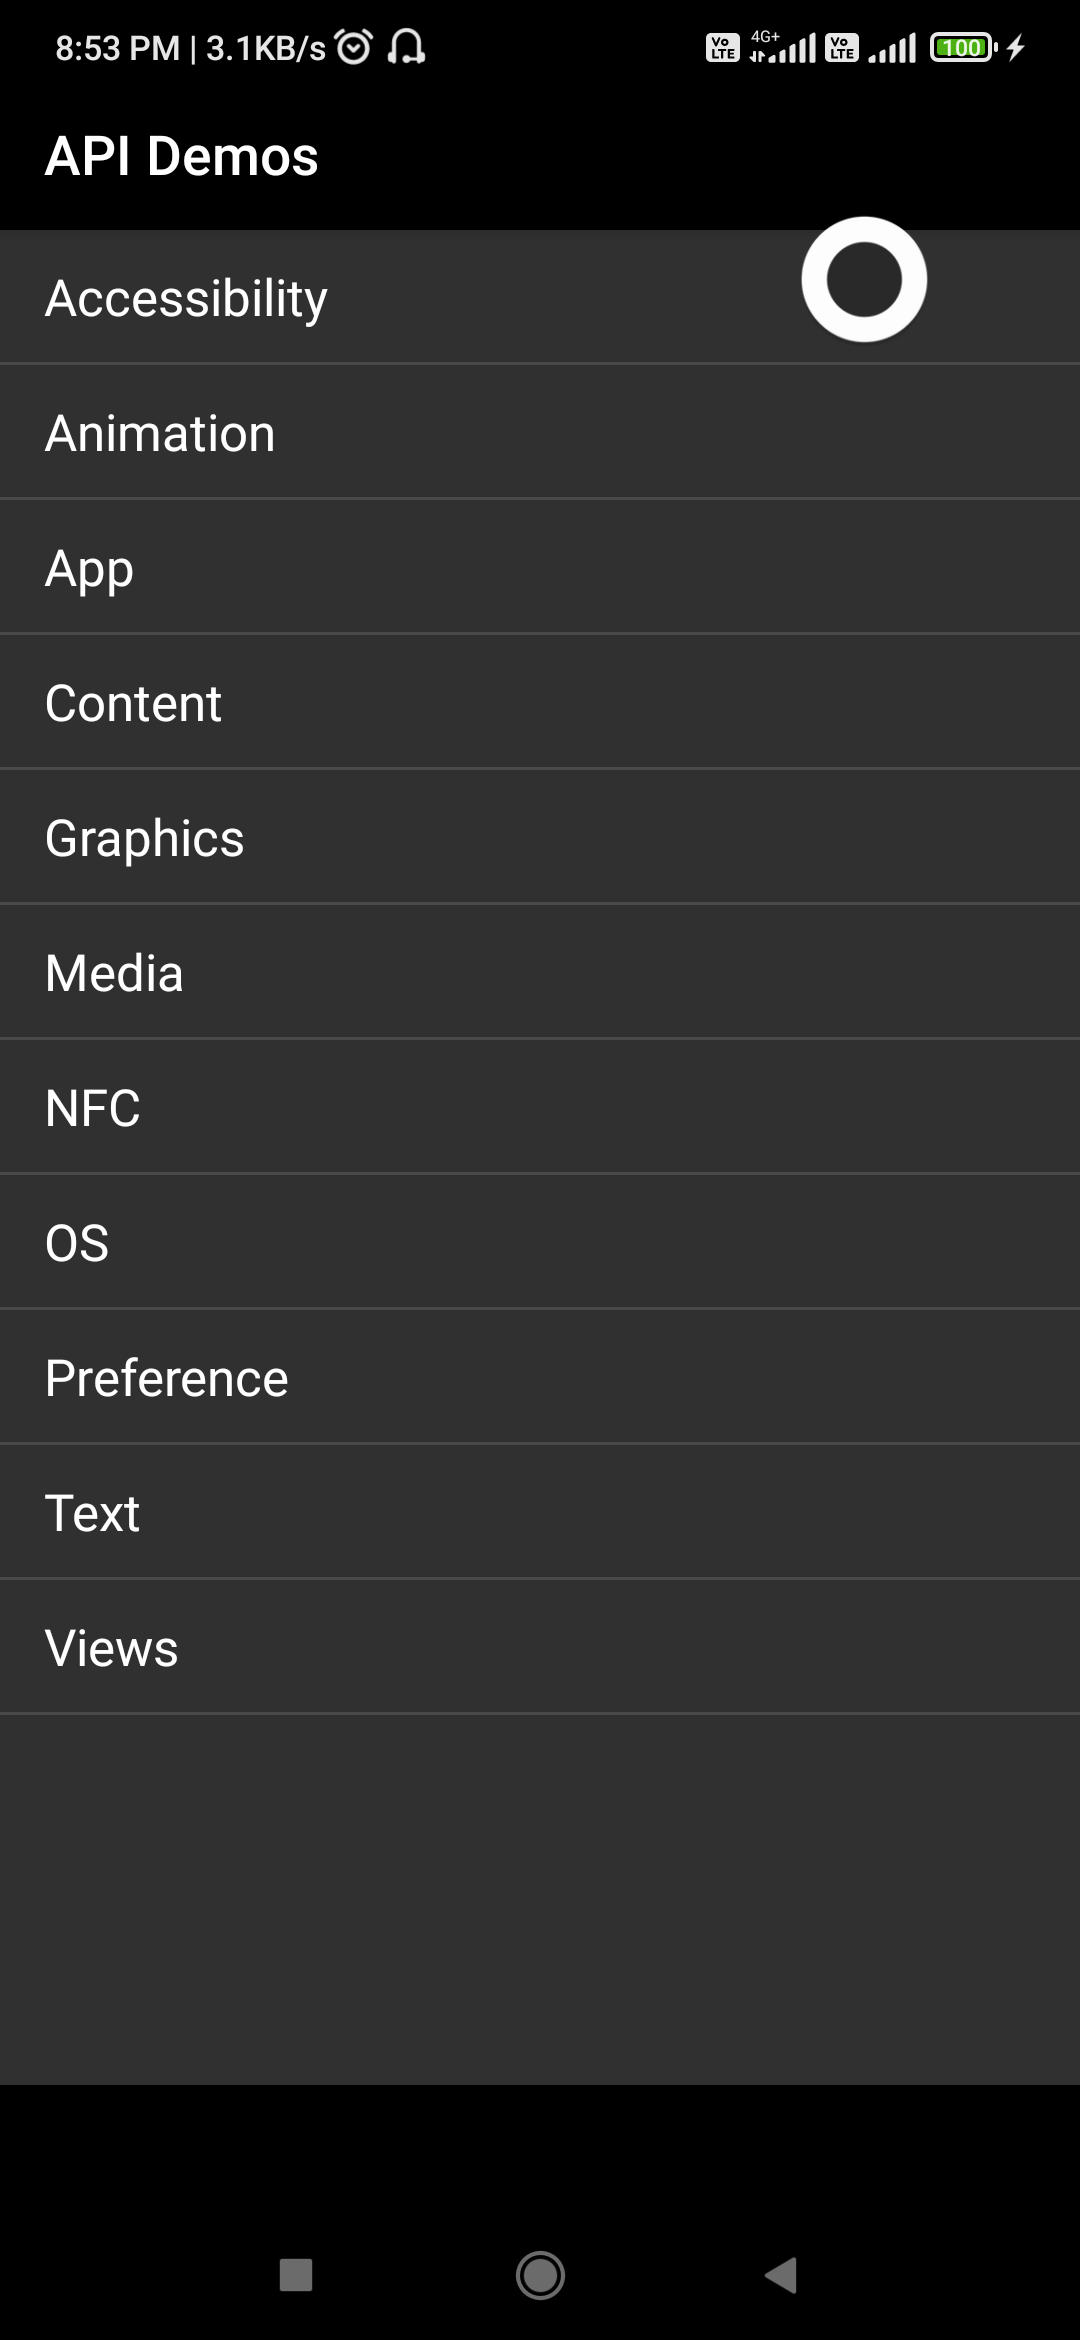 8:53 PM | 3.1KB/s Vo LTE 4G+ Vo LTE 100
API Demos
Accessibility
Animation
App
Content
Graphics
Media
NFC
OS
Preference
Text
Views